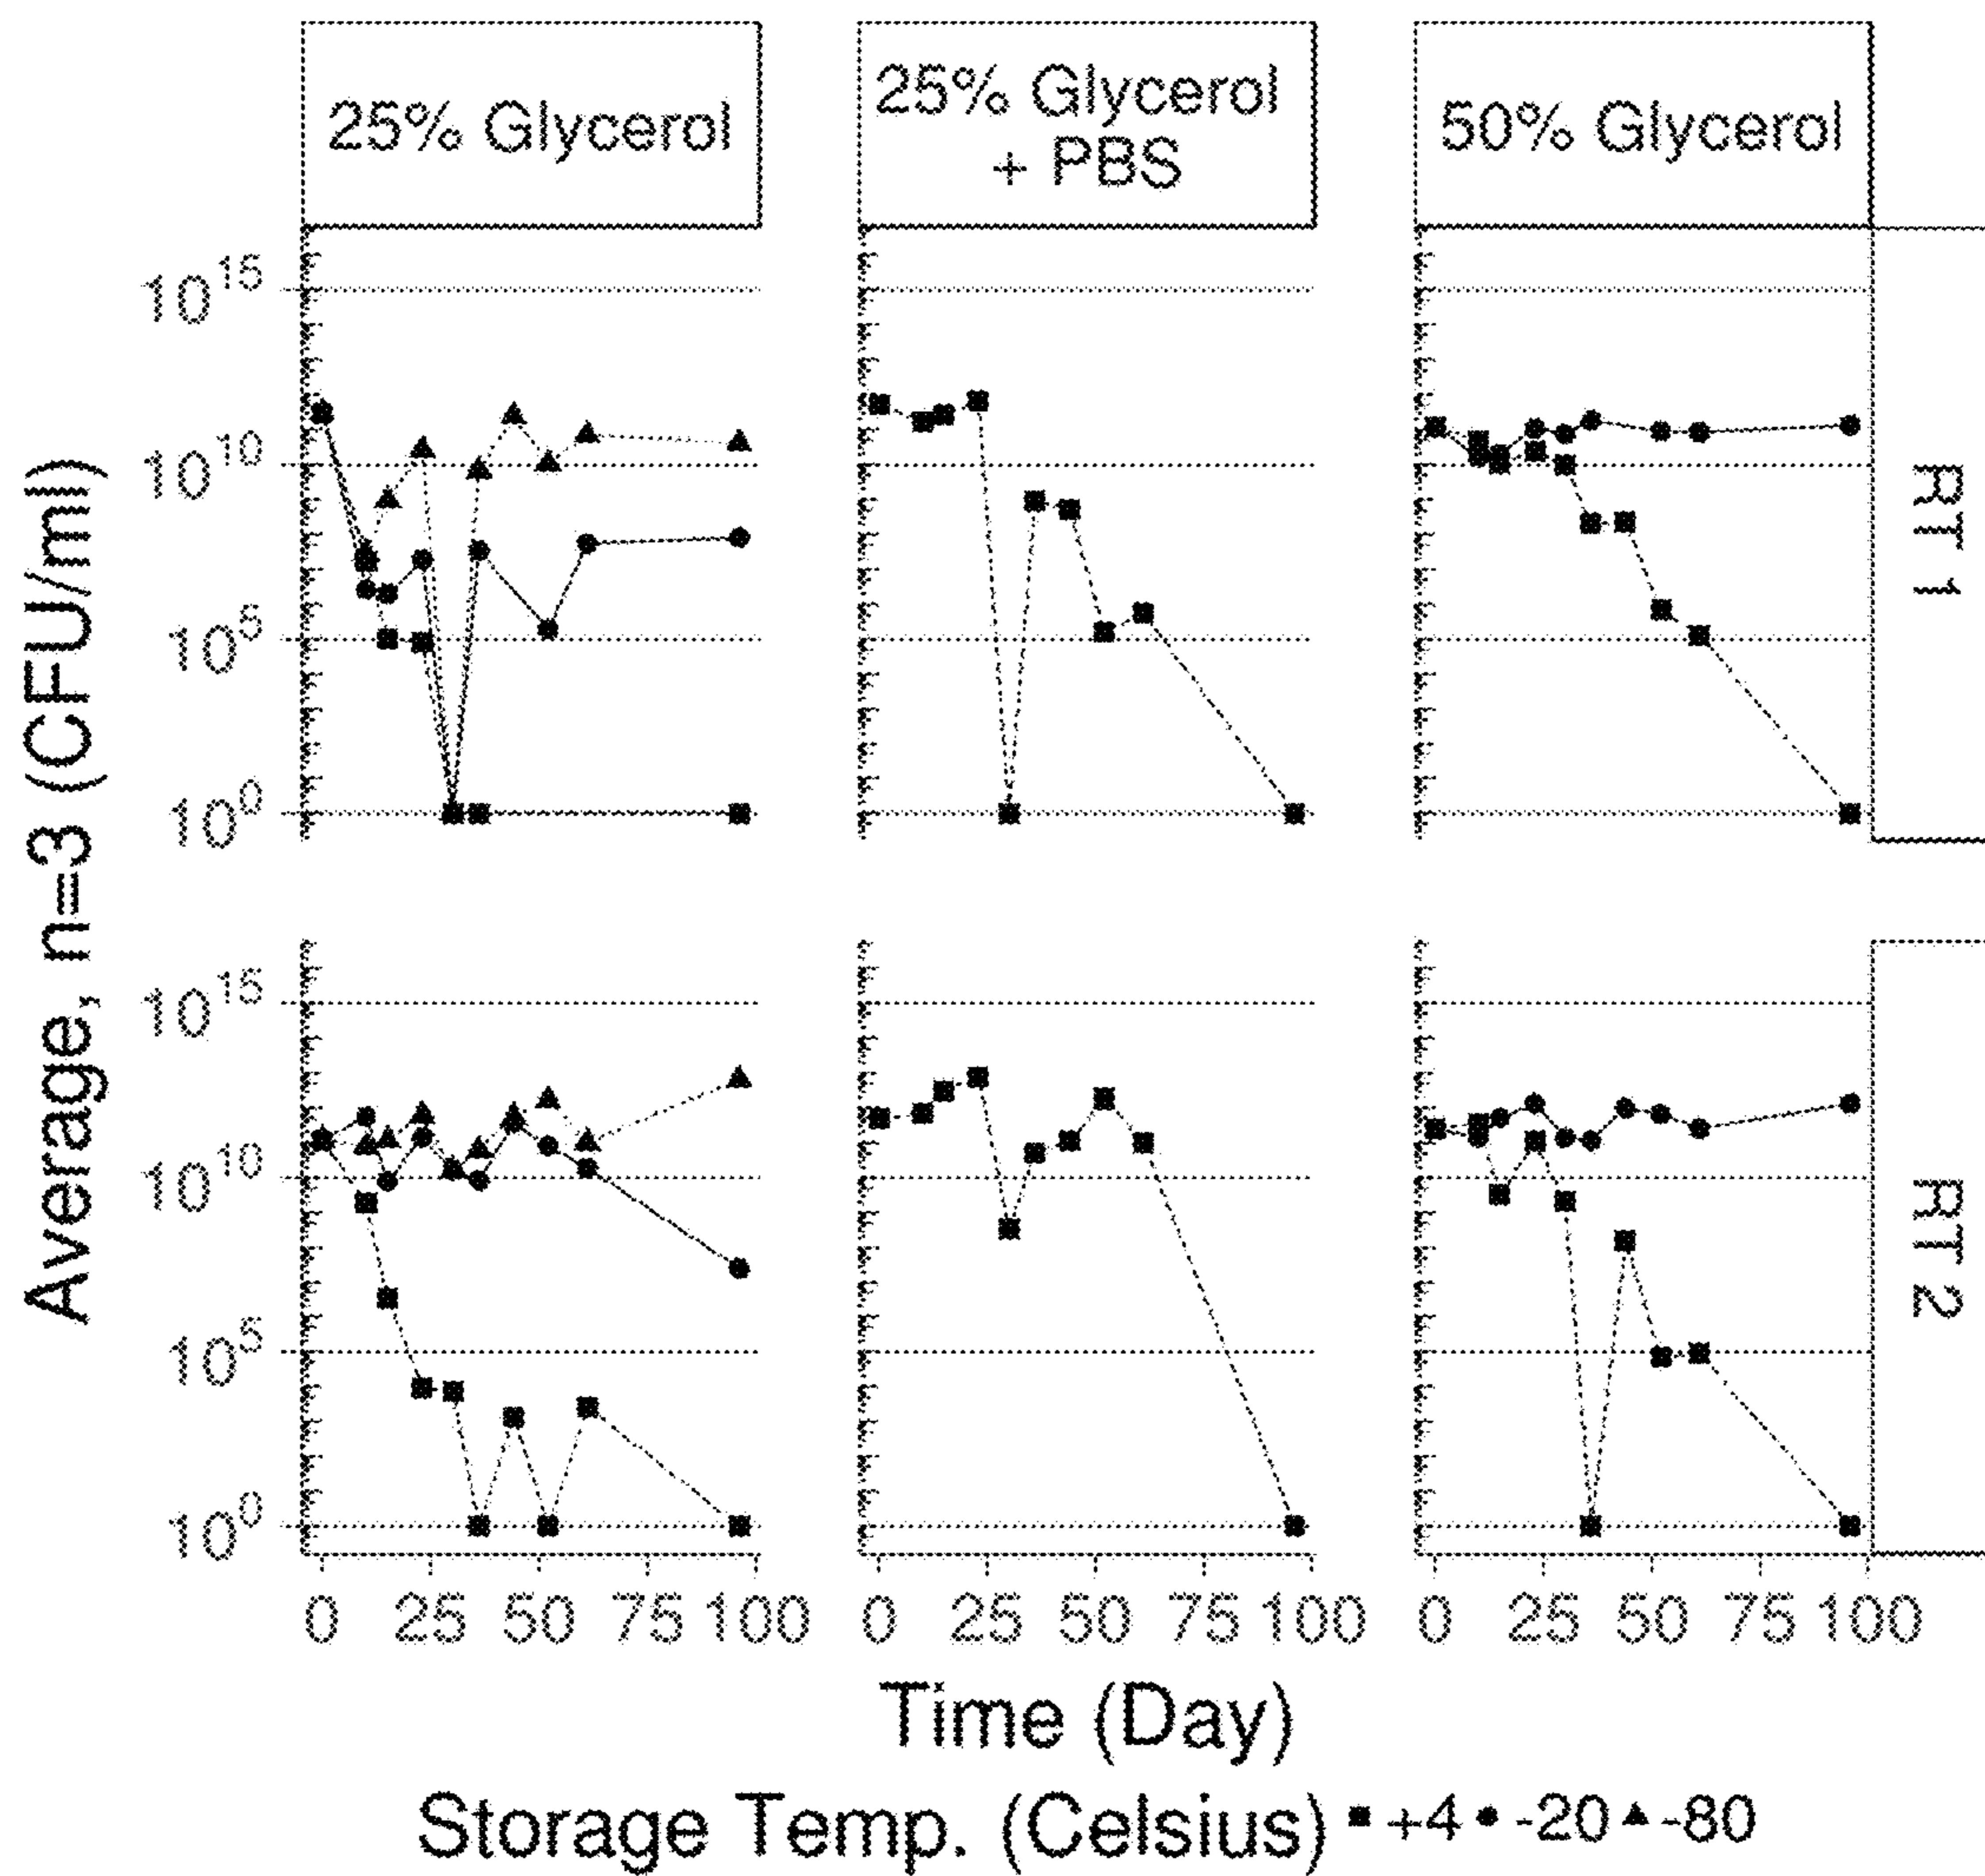 25% Glycerol
25% Glycerol
+ PBS
50% Glycerol
Average, n=3 (CFU/ml)
10^15
10^10
10^5
10^0
RT 1
10^15
10^10
10^5
10^0
RT 2
0 25 50 75 100 0 25 50 75 100 0 25 50 75 100
Time (Day)
Storage Temp. (Celsius) ■ +4 ● -20 ▲ -80